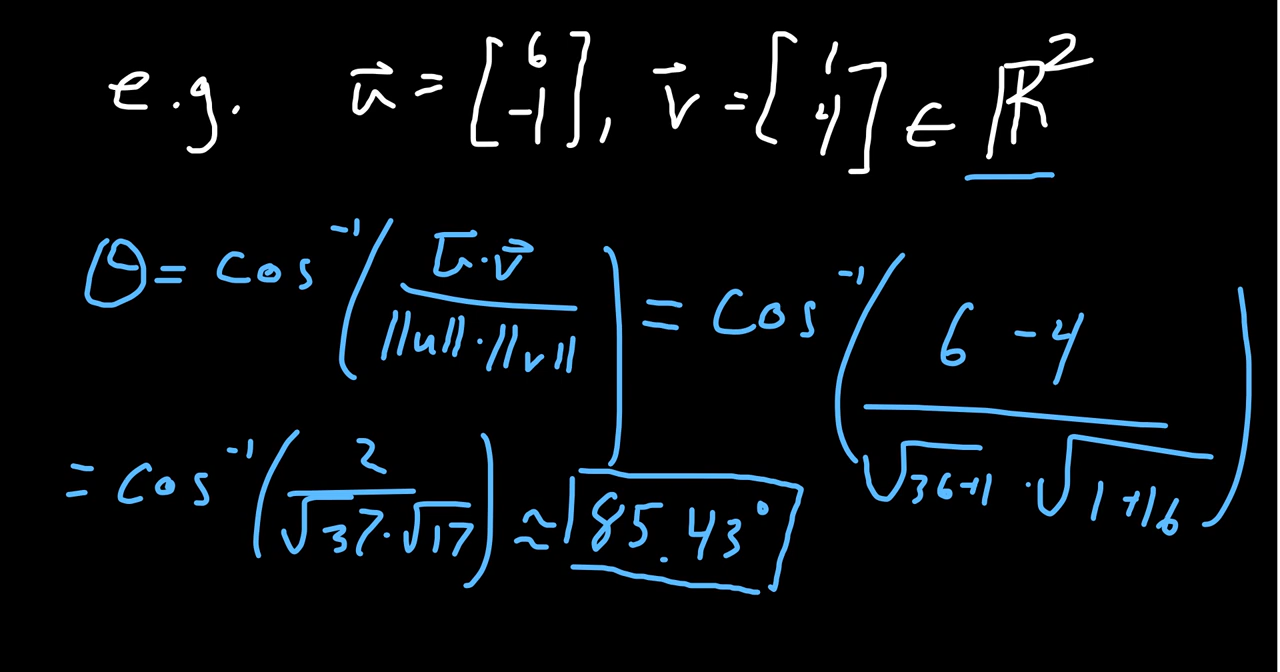 e.g. u⃗ = [6 -1], v⃗ = [1 4] ∈ ℝ²
θ = cos⁻¹(u⃗·v⃗ / ||u||·||v||) = cos⁻¹(6 - 4 / √36+1 · √1+16)
= cos⁻¹(2 / √37·√17) ≈ 85.43°